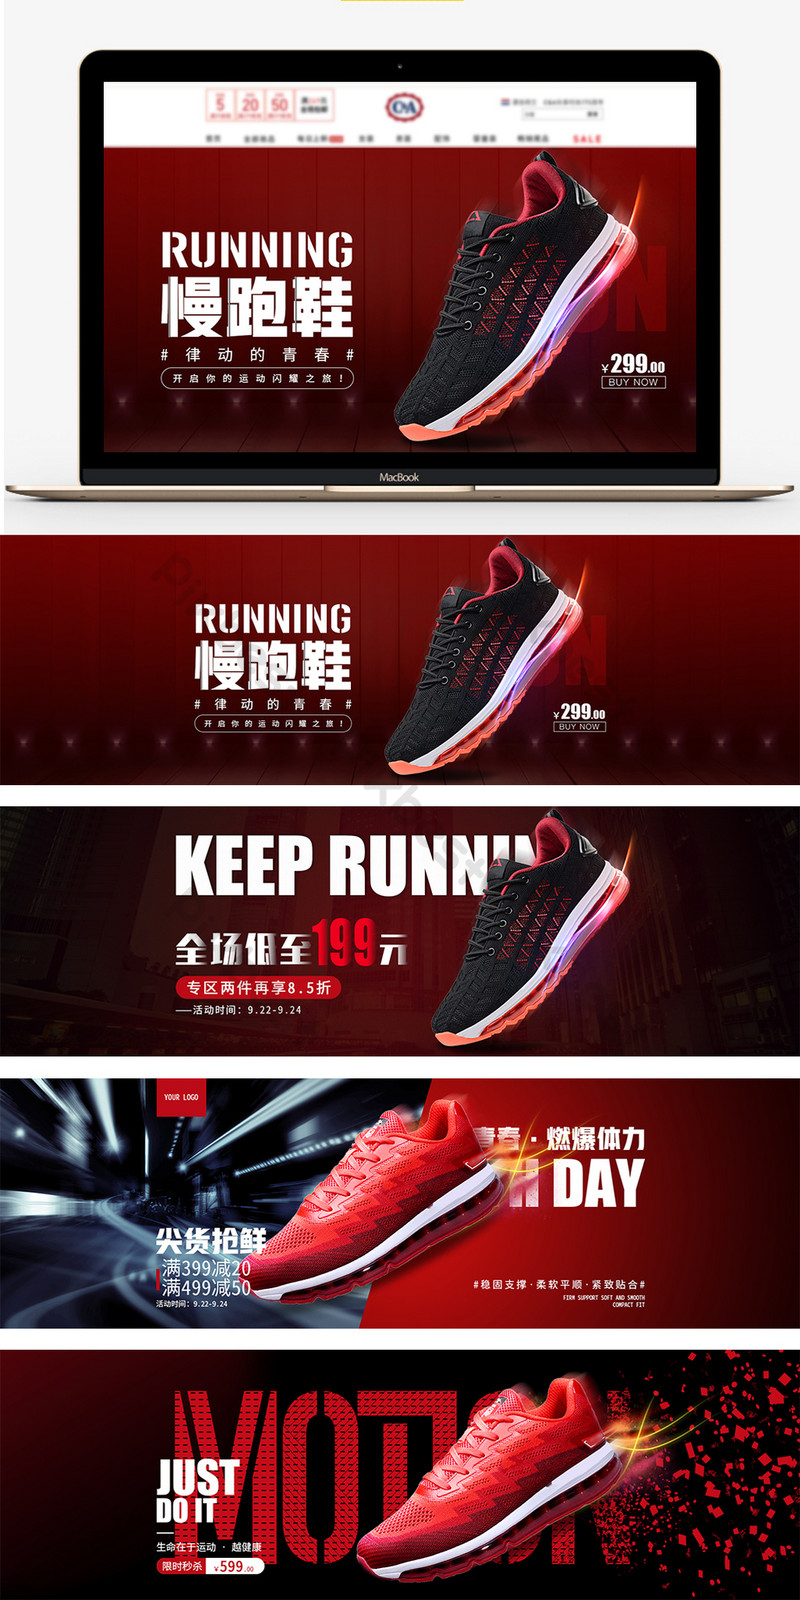 5 20 50
C&A
SALE
RUNNING
慢跑鞋
# 律动的青春 #
开启你的运动闪耀之旅!
¥299.00
BUY NOW
MacBook
RUNNING
慢跑鞋
# 律动的青春 #
开启你的运动闪耀之旅!
¥299.00
BUY NOW
KEEP RUNNIN
全场低至199元
专区两件再享8.5折
——活动时间: 9.22-9.24
YOUR LOGO
青春·燃爆体力
DAY
尖货抢鲜
满399减20
满499减50
活动时间: 9.22-9.24
#稳固支撑·柔软平顺·紧致贴合#
FIRM SUPPORT SOFT AND SMOOTH
COMPACT FIT
MOTION
JUST
DO IT
生命在于运动 · 越健康
限时秒杀 ¥599.00